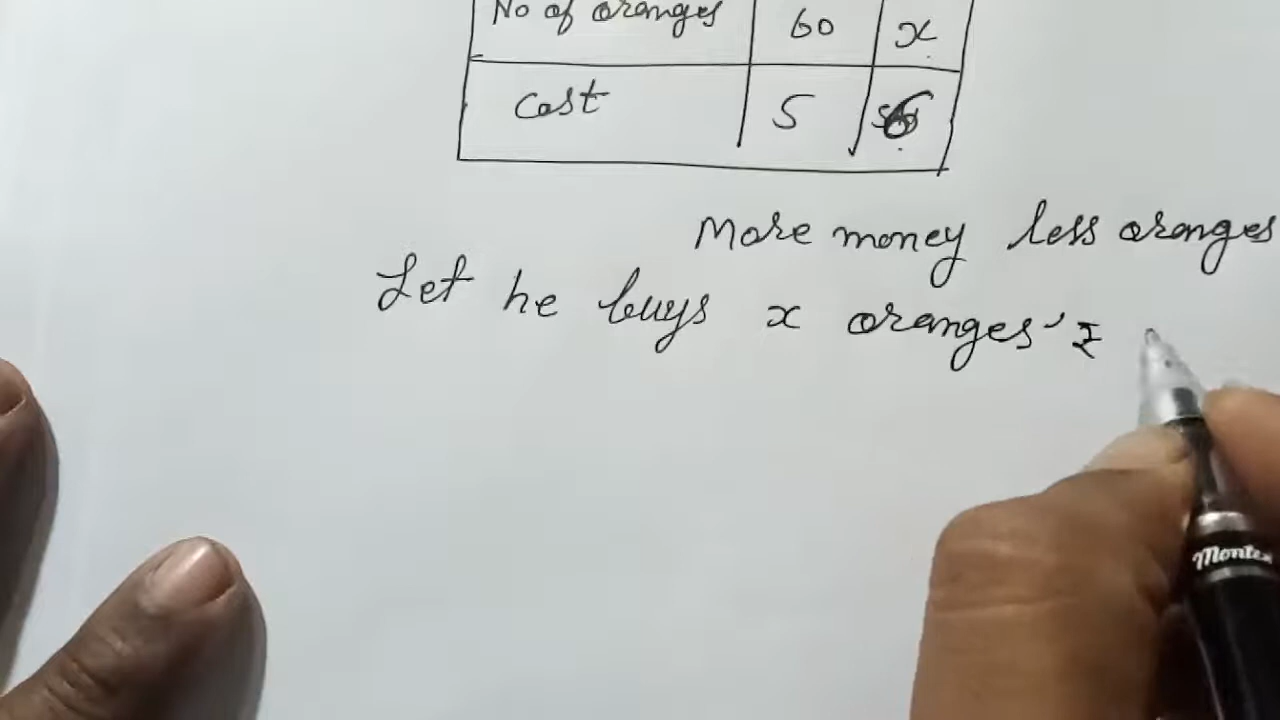 No of oranges 60 x
Cost 5 6
More money less oranges
Let he buys x oranges ₹
Montex